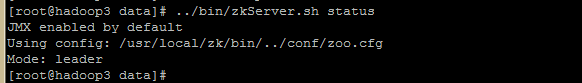 [root@hadoop3 data]# ../bin/zkServer.sh status
JMX enabled by default
Using config: /usr/local/zk/bin/../conf/zoo.cfg
Mode: leader
[root@hadoop3 data]#